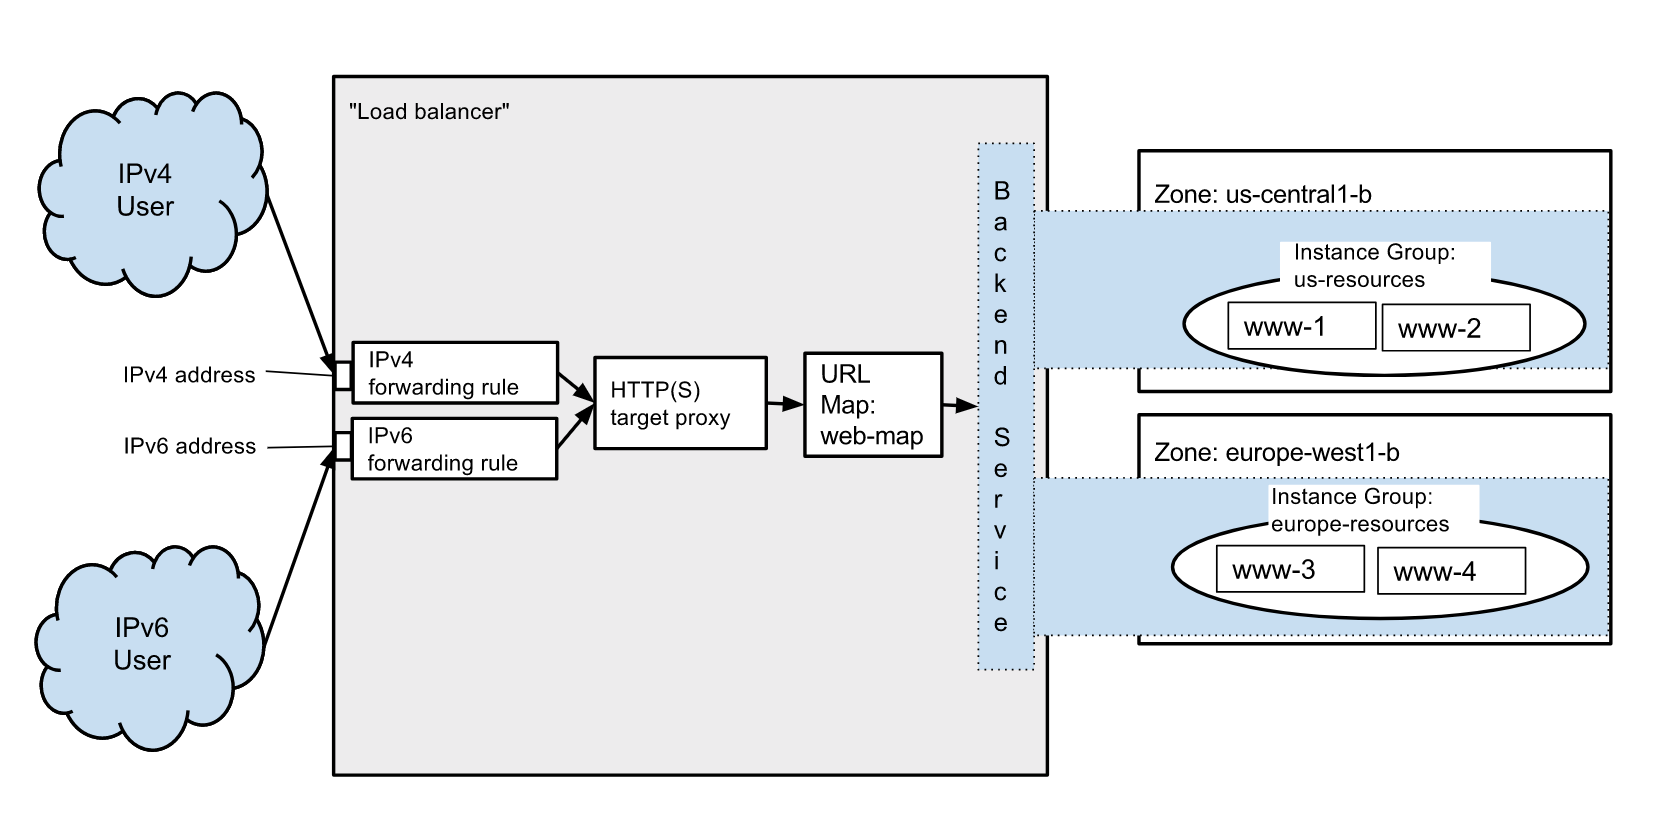 "Load balancer"
IPv4
User
IPv4 address
IPv6 address
IPv6
User
IPv4
forwarding rule
IPv6
forwarding rule
HTTP(S)
target proxy
URL
Map:
web-map
Backend Service
Zone: us-central1-b
Instance Group:
us-resources
www-1
www-2
Zone: europe-west1-b
Instance Group:
europe-resources
www-3
www-4